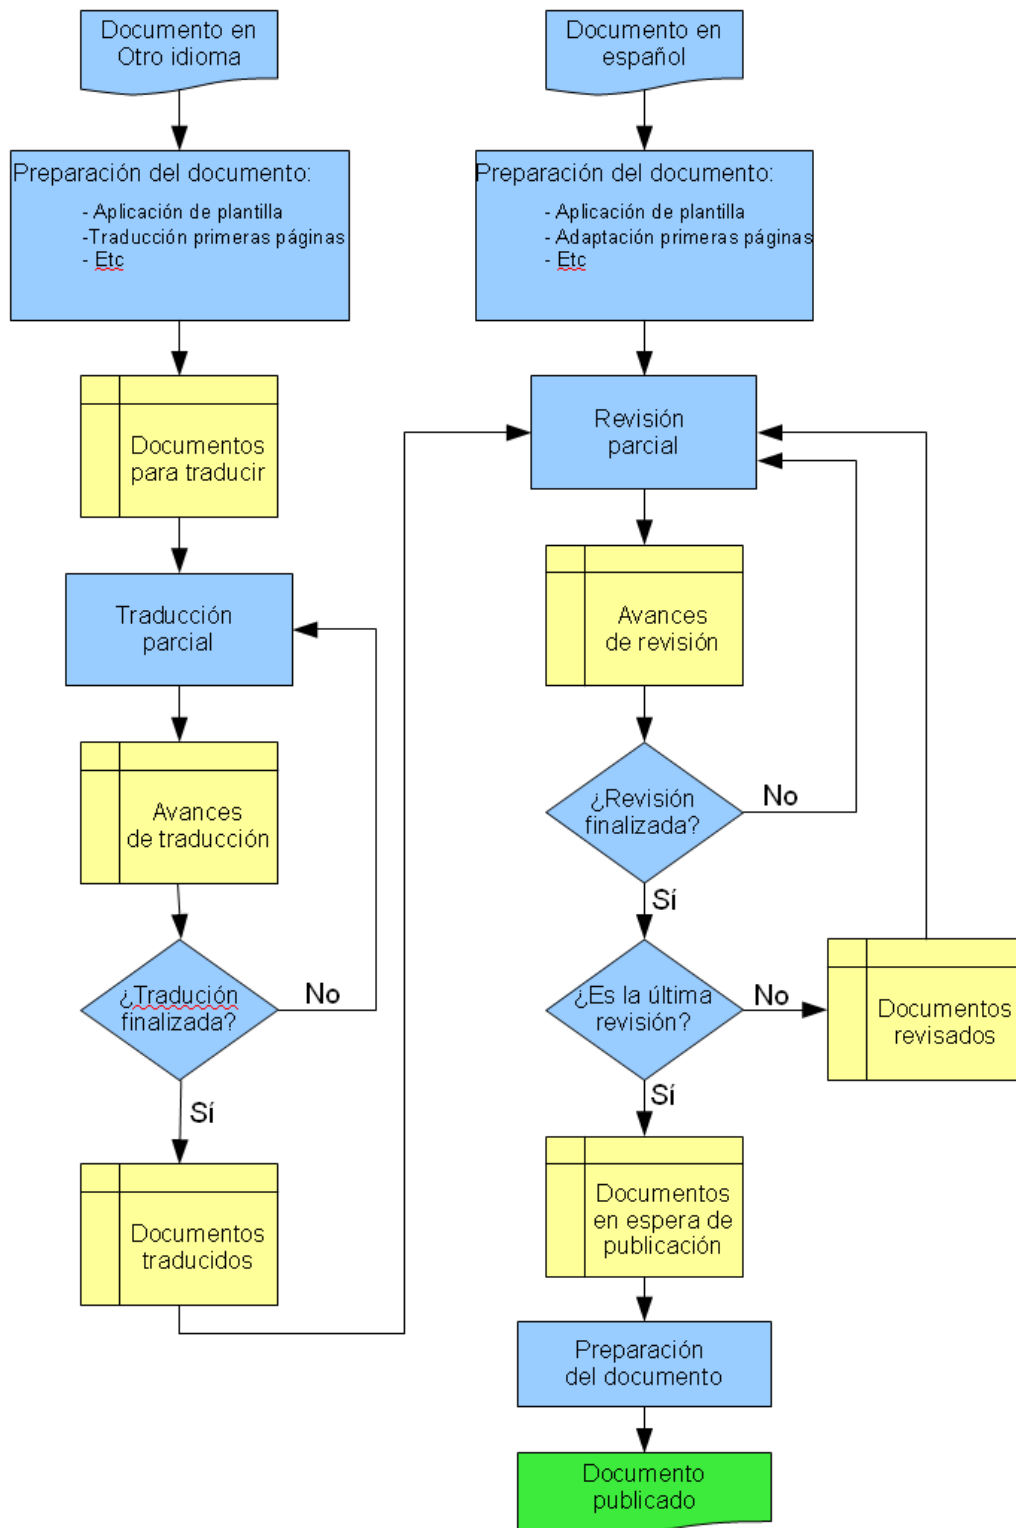 Documento en
Otro idioma
Preparación del documento:
- Aplicación de plantilla
-Traducción primeras páginas
- Etc
Documentos
para traducir
Traducción
parcial
Avances
de traducción
¿Tradución
finalizada?
No
Sí
Documentos
traducidos
Documento en
español
Preparación del documento:
- Aplicación de plantilla
- Adaptación primeras páginas
- Etc
Revisión
parcial
Avances
de revisión
¿Revisión
finalizada?
No
Sí
¿Es la última
revisión?
No
Documentos
revisados
Sí
Documentos
en espera de
publicación
Preparación
del documento
Documento
publicado